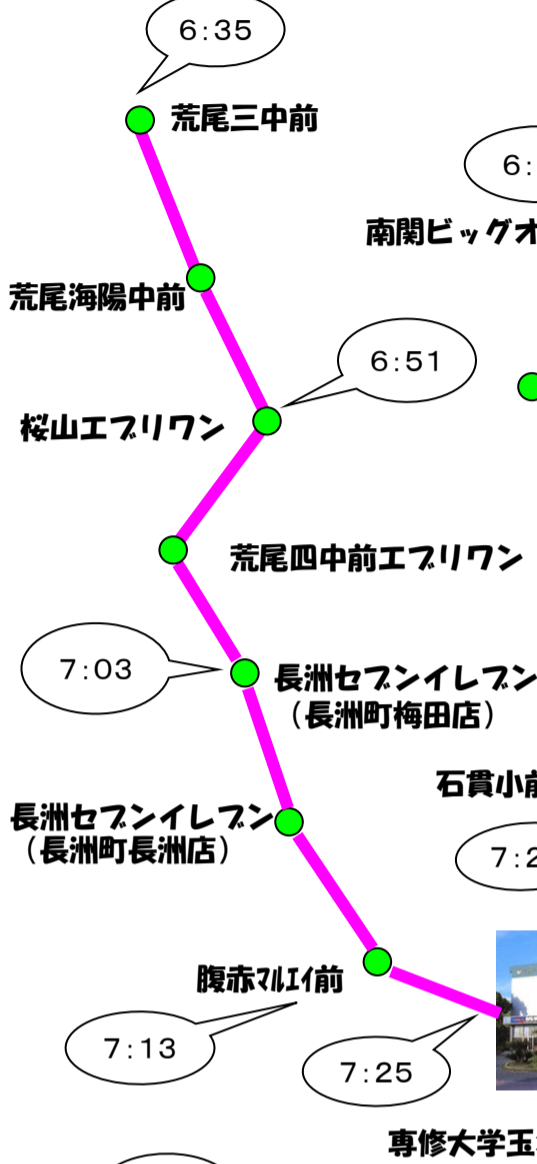 6:35
荒尾三中前
6:
南関ビッグオ
荒尾海陽中前
6:51
桜山エブリワン
荒尾四中前エブリワン
7:03
長洲セブンイレブン
（長洲町梅田店）
石貫小前
長洲セブンイレブン
（長洲町長洲店）
7:2
腹赤マルエイ前
7:13
7:25
専修大学玉